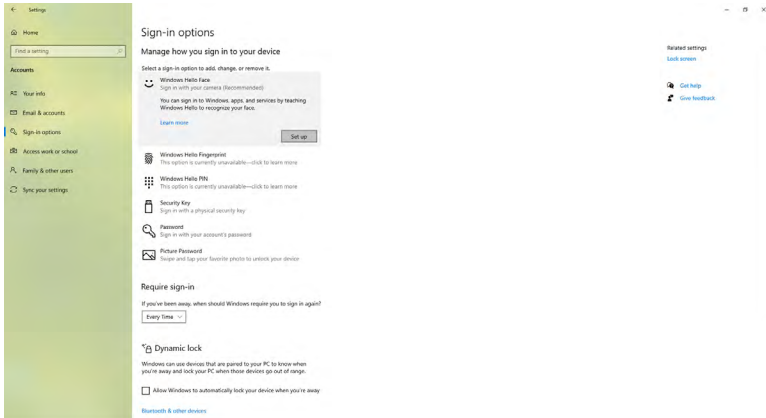 Settings
Home
Find a setting
Accounts
Your info
Email & accounts
Sign-in options
Access work or school
Family & other users
Sync your settings
Sign-in options
Manage how you sign in to your device
Select a sign-in option to add, change, or remove it.
Windows Hello Face
Sign in with your camera (Recommended)
You can sign in to Windows, apps, and services by teaching
Windows Hello to recognize your face.
Learn more
Set up
Windows Hello Fingerprint
This option is currently unavailable—click to learn more
Windows Hello PIN
This option is currently unavailable—click to learn more
Security Key
Sign in with a physical security key
Password
Sign in with your account's password
Picture Password
Swipe and tap your favorite photo to unlock your device
Require sign-in
If you've been away, when should Windows require you to sign in again?
Every Time
Dynamic lock
Windows can use devices that are paired to your PC to know when
you're away and lock your PC when those devices go out of range.
Allow Windows to automatically lock your device when you're away
Bluetooth & other devices
Related settings
Lock screen
Get help
Give feedback